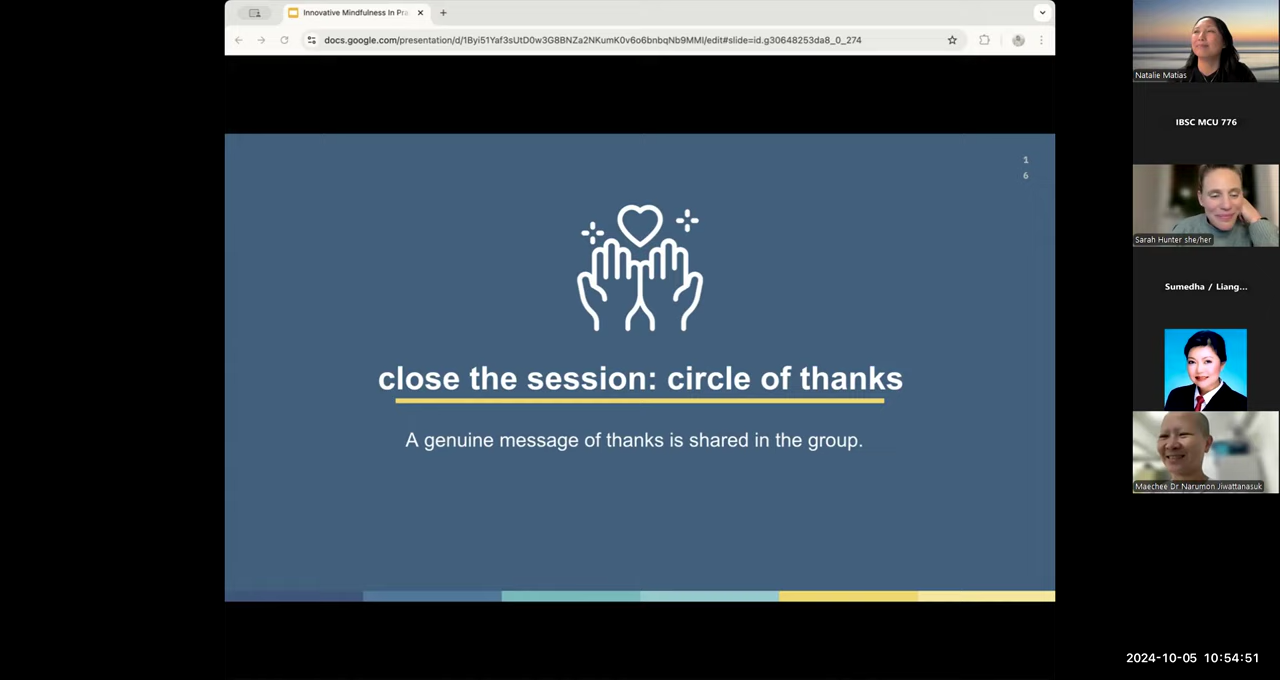 Innovative Mindfulness In Pra
docs.google.com/presentation/d/1Byi51Yaf3sUtD0w3G8BNZa2NKumK0v6o6bnbqNb9MMI/edit#slide=id.g30648253da8_0_274
1
6
close the session: circle of thanks
A genuine message of thanks is shared in the group.
Natalie Matias
IBSC MCU 776
Sarah Hunter she/her
Sumedha / Liang...
Maechee Dr Narumon Jiwattanasuk
2024-10-05 10:54:51